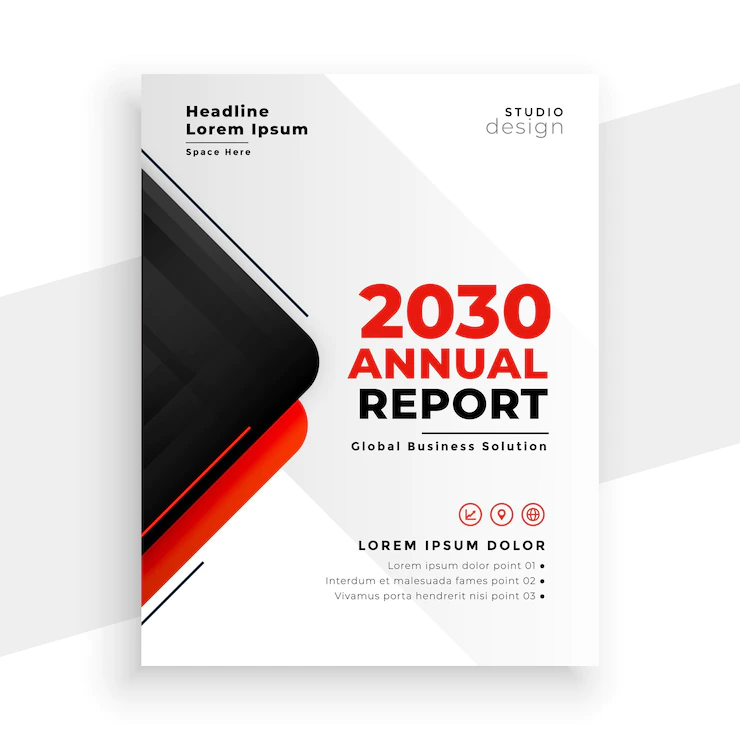 Headline
Lorem Ipsum
Space Here
STUDIO
design
2030
ANNUAL
REPORT
Global Business Solution
LOREM IPSUM DOLOR
Lorem ipsum dolor point 01 •
Interdum et malesuada fames point 02 •
Vivamus porta hendrerit nisi point 03 •